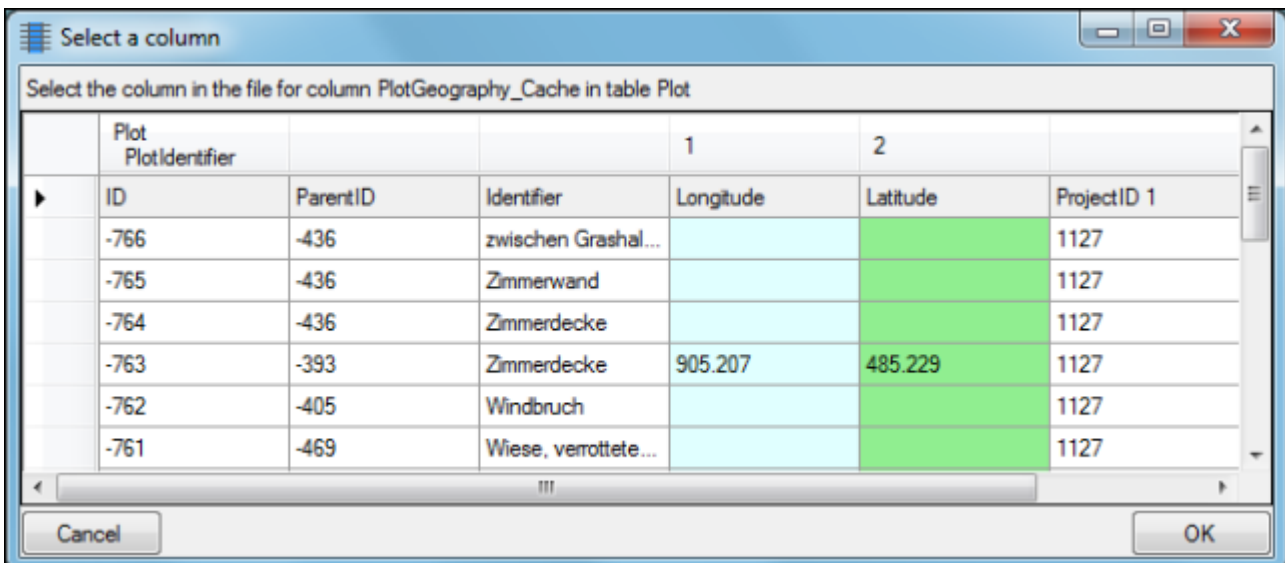 Select a column
Select the column in the file for column PlotGeography_Cache in table Plot
Plot
PlotIdentifier 1 2
ID ParentID Identifier Longitude Latitude ProjectID 1
-766 -436 zwischen Grashal... 1127
-765 -436 Zimmerwand 1127
-764 -436 Zimmerdecke 1127
-763 -393 Zimmerdecke 905.207 485.229 1127
-762 -405 Windbruch 1127
-761 -469 Wiese, verrottete... 1127
Cancel OK